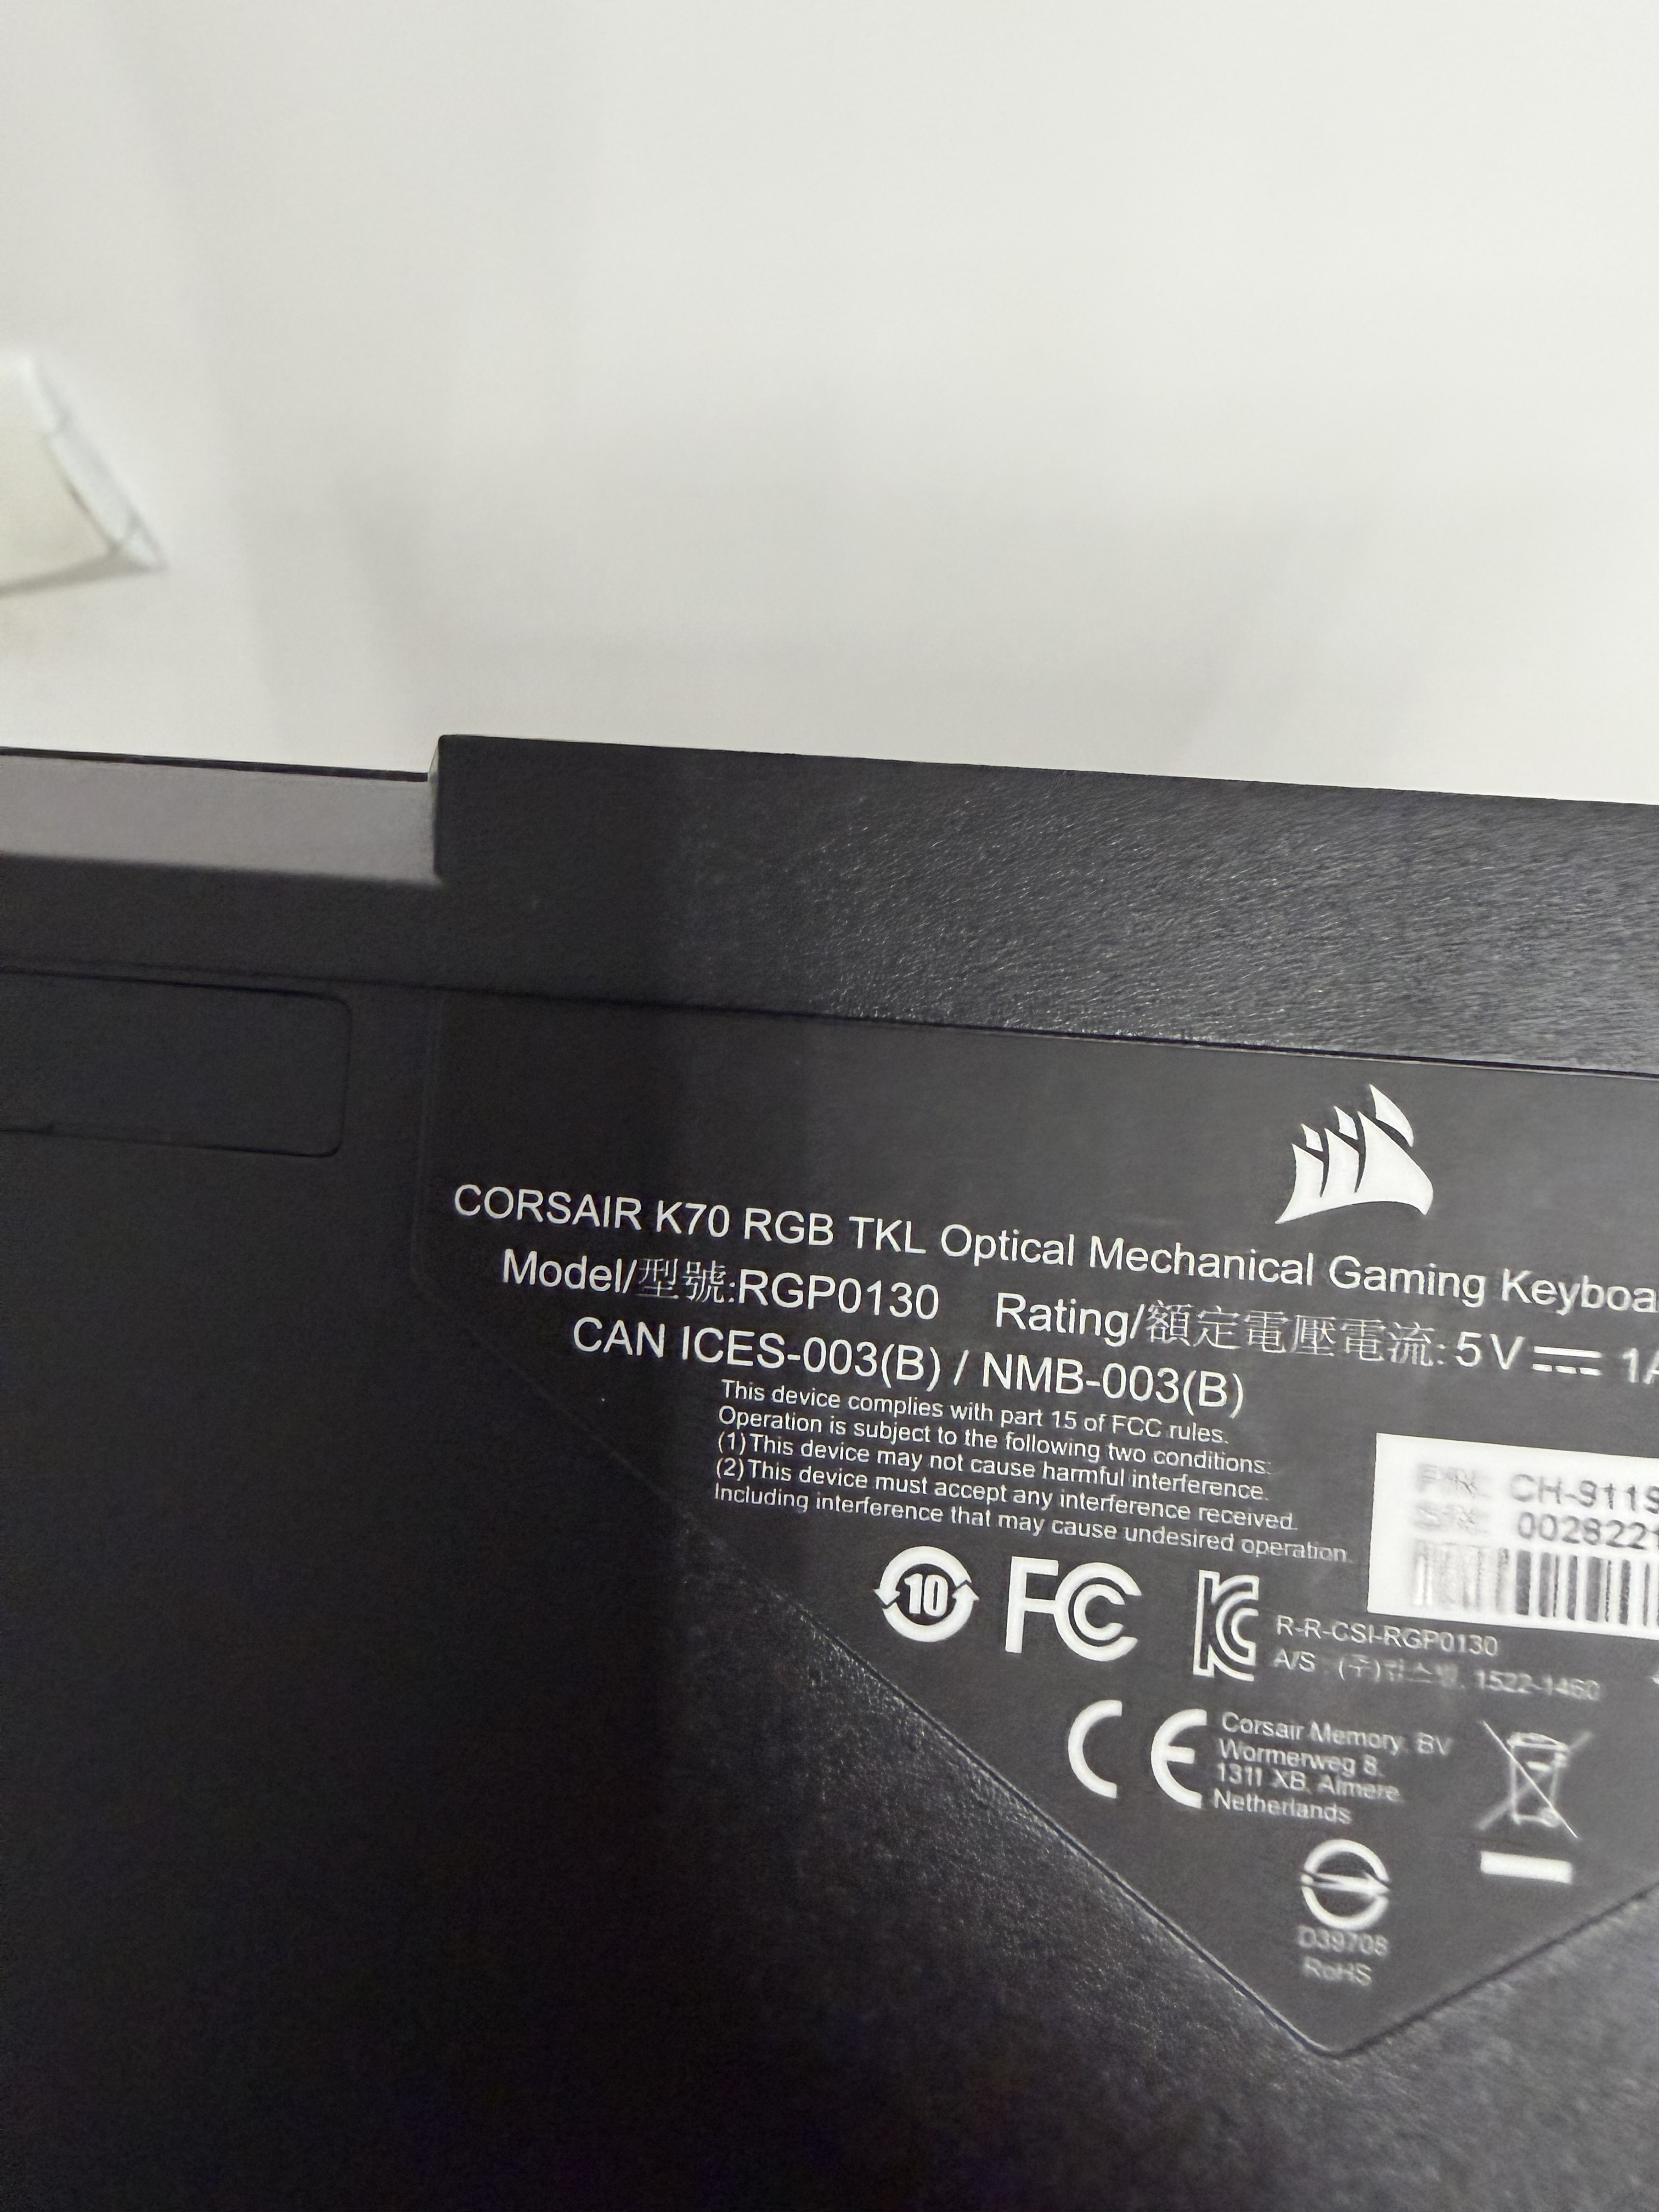 CORSAIR K70 RGB TKL Optical Mechanical Gaming Keyboa
Model/型號:RGP0130 Rating/額定電壓電流: 5V 1A
CAN ICES-003(B) / NMB-003(B)
This device complies with part 15 of FCC rules.
Operation is subject to the following two conditions:
(1)This device may not cause harmful interference.
(2)This device must accept any interference received.
Including interference that may cause undesired operation.
P/N: CH-9119
S/N: 0028221
10 FC KC
R-R-CSI-RGP0130
A/S : (주) 1522-1460
CE
Corsair Memory, BV
Wormerweg 8,
1311 XB, Almere,
Netherlands
D39708
RoHS